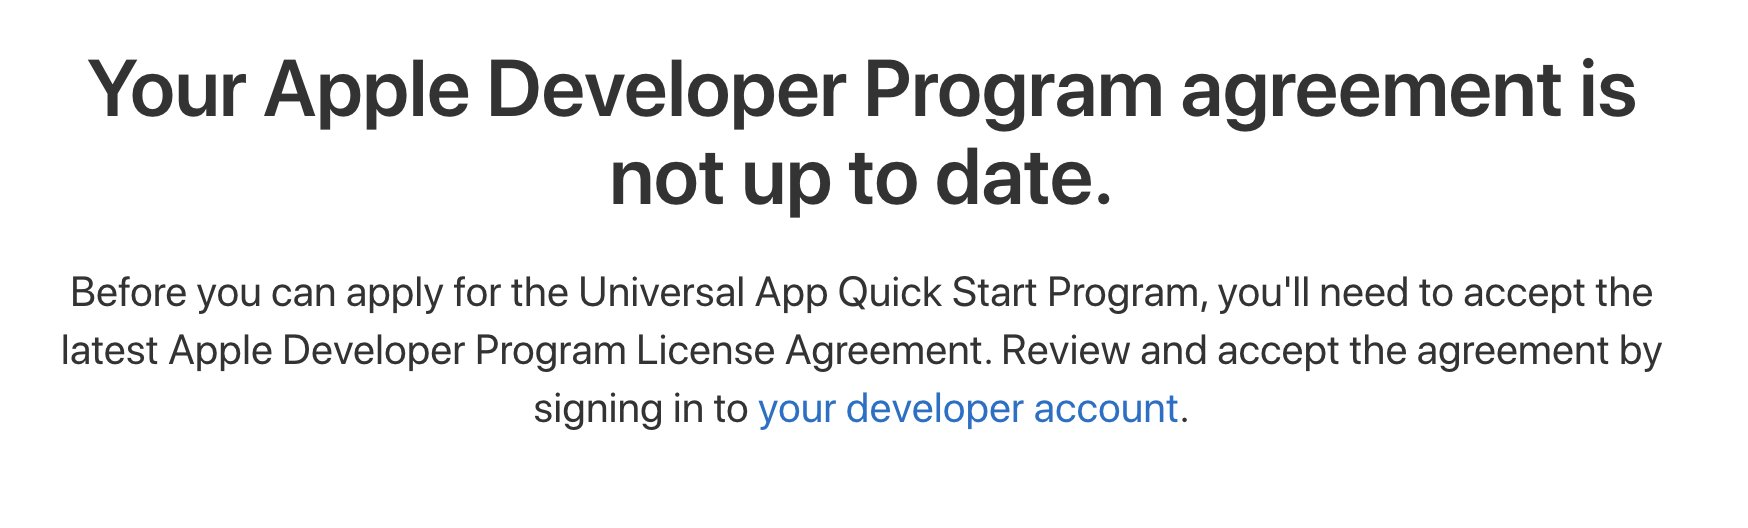 Your Apple Developer Program agreement is
not up to date.
Before you can apply for the Universal App Quick Start Program, you'll need to accept the
latest Apple Developer Program License Agreement. Review and accept the agreement by
signing in to your developer account.